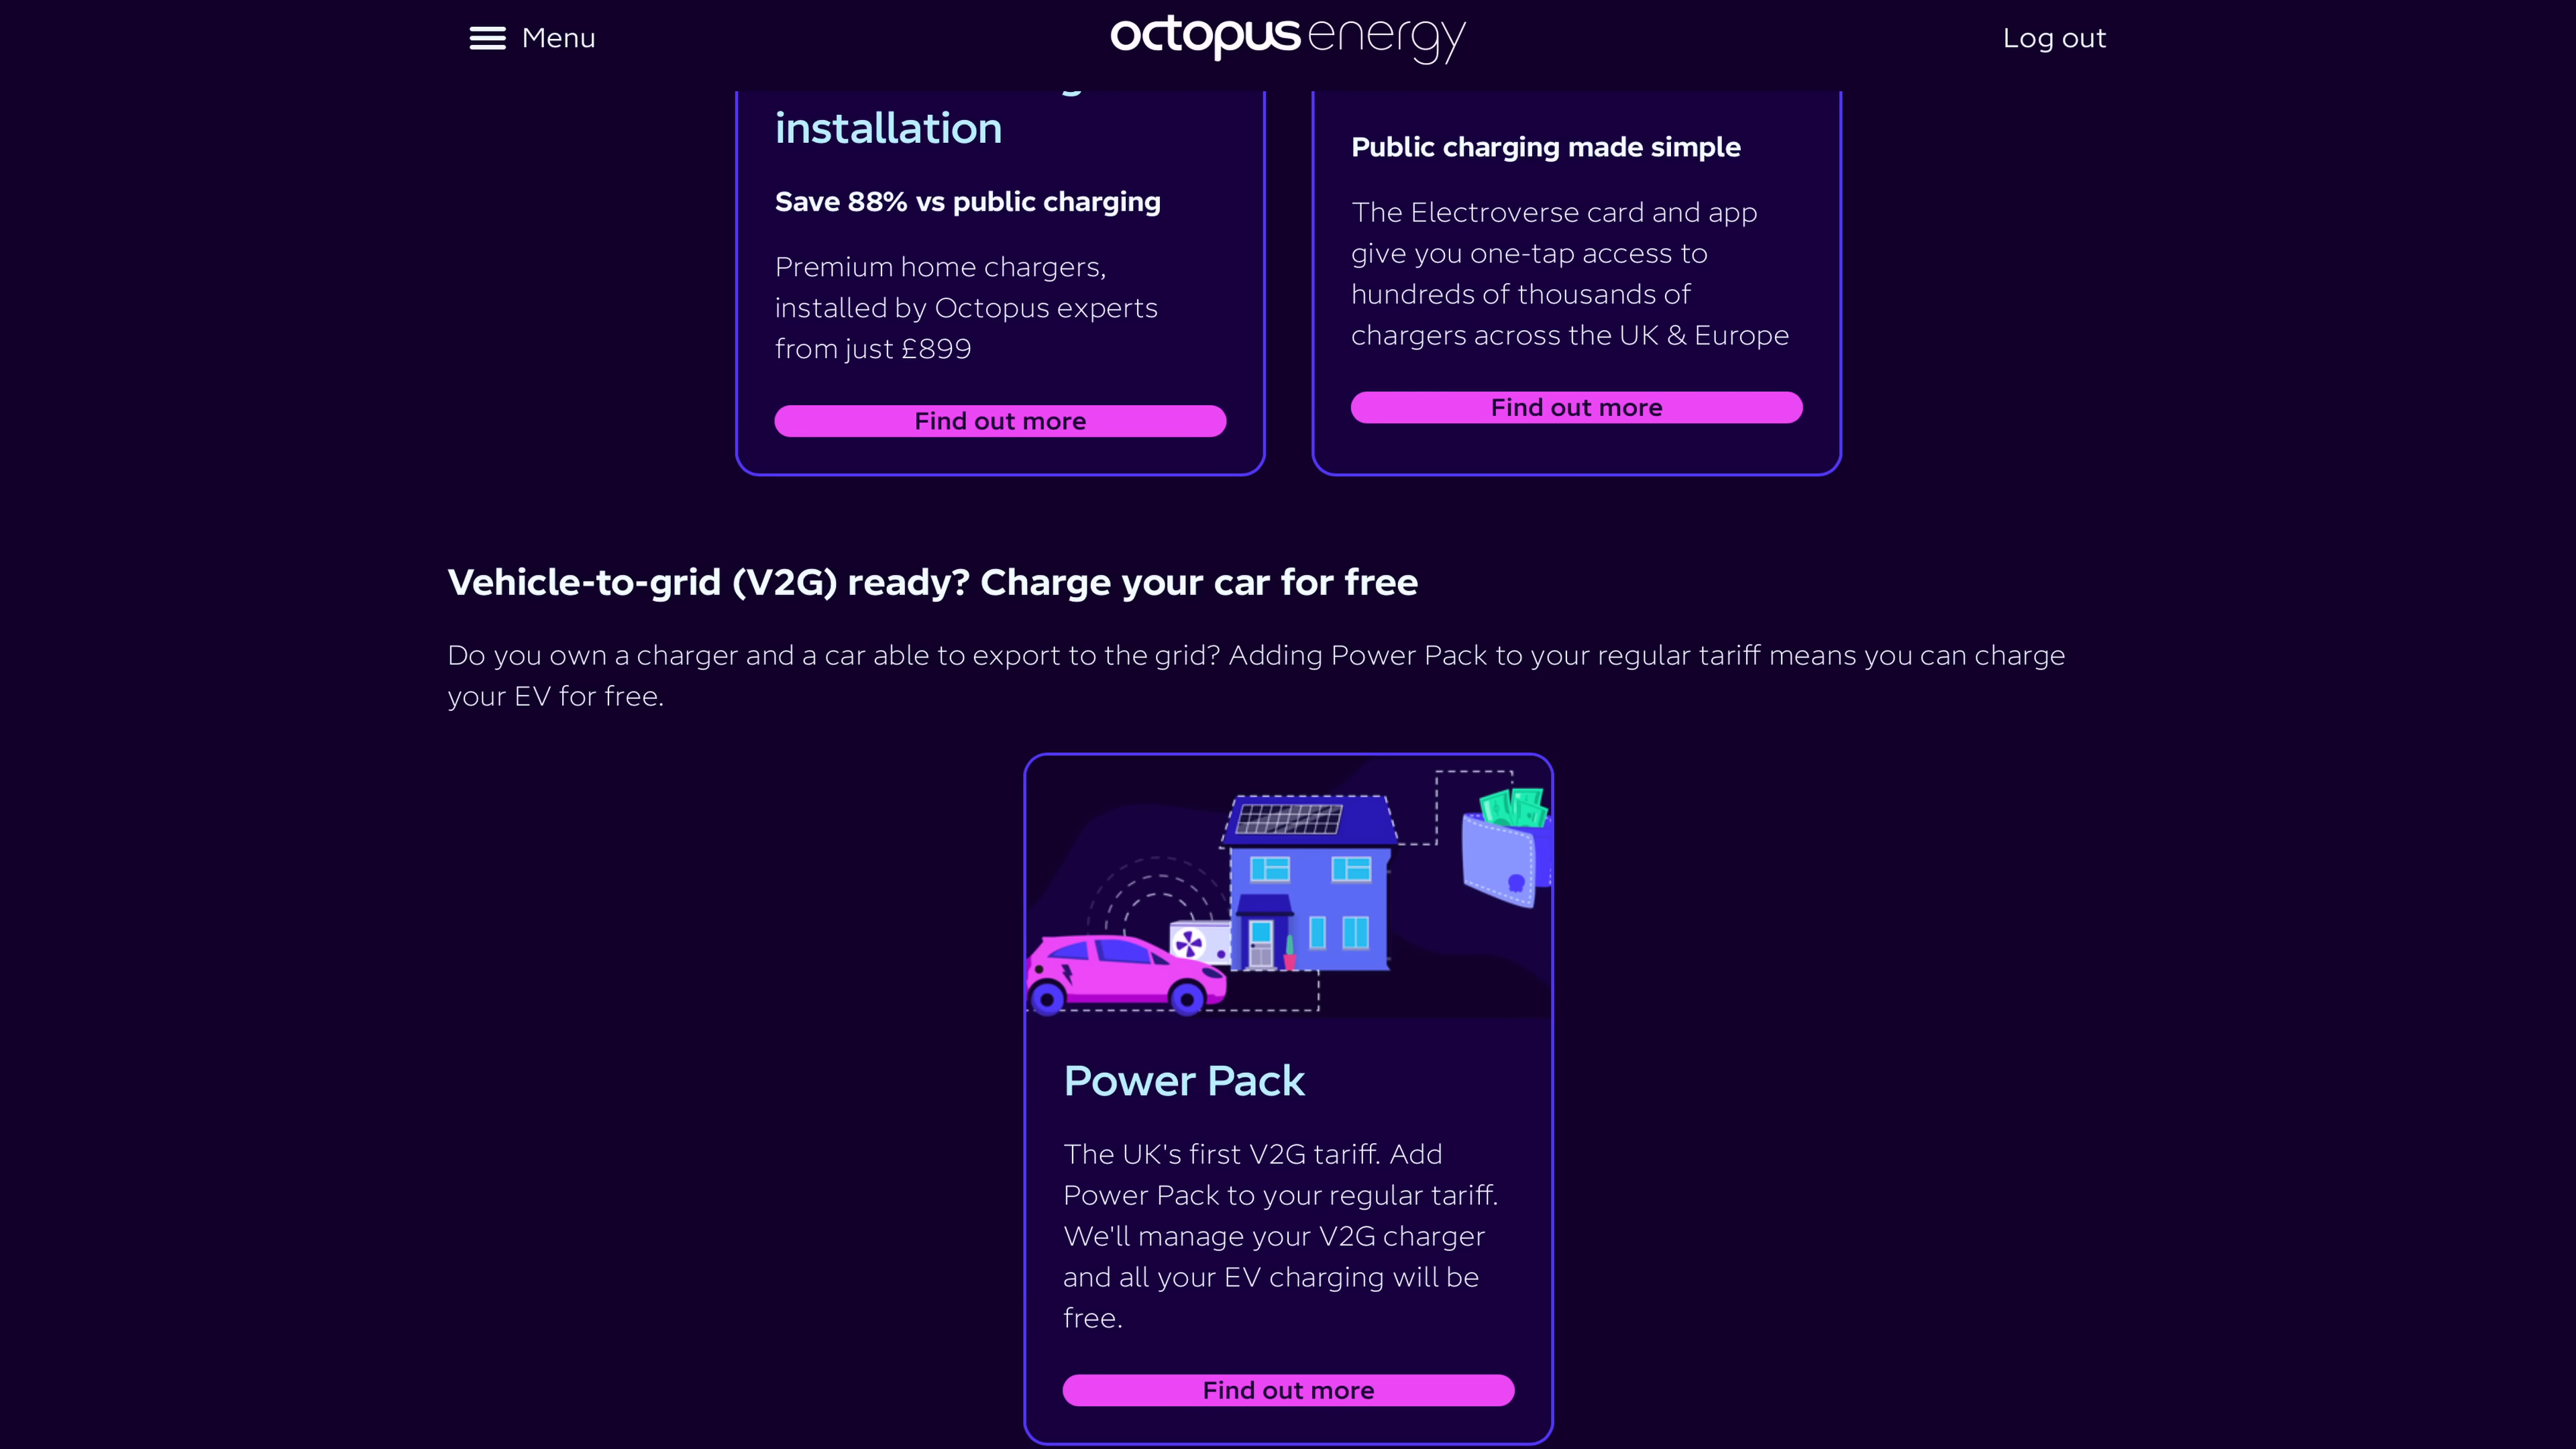 Menu
octopus energy
Log out
installation
Save 88% vs public charging
Premium home chargers,
installed by Octopus experts
from just £899
Find out more
Public charging made simple
The Electroverse card and app
give you one-tap access to
hundreds of thousands of
chargers across the UK & Europe
Find out more
Vehicle-to-grid (V2G) ready? Charge your car for free
Do you own a charger and a car able to export to the grid? Adding Power Pack to your regular tariff means you can charge
your EV for free.
Power Pack
The UK's first V2G tariff. Add
Power Pack to your regular tariff.
We'll manage your V2G charger
and all your EV charging will be
free.
Find out more